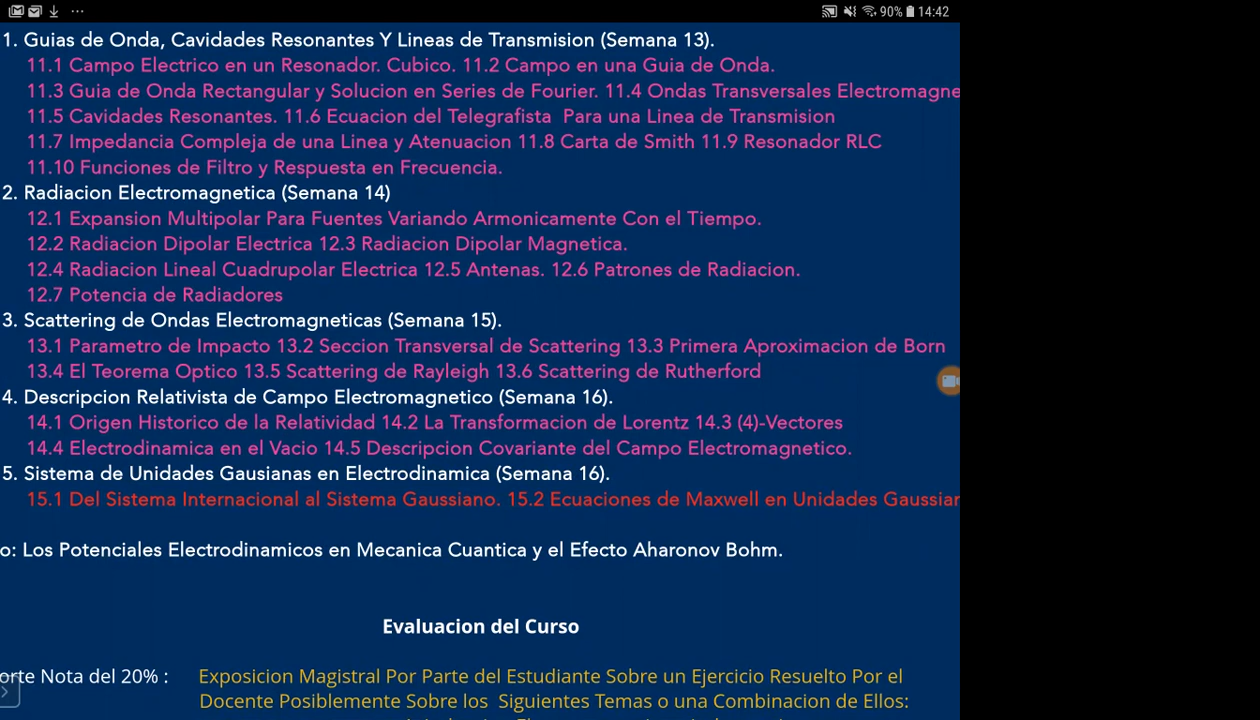 90% 14:42
1. Guias de Onda, Cavidades Resonantes Y Lineas de Transmision (Semana 13).
11.1 Campo Electrico en un Resonador. Cubico. 11.2 Campo en una Guia de Onda.
11.3 Guia de Onda Rectangular y Solucion en Series de Fourier. 11.4 Ondas Transversales Electromagne
11.5 Cavidades Resonantes. 11.6 Ecuacion del Telegrafista Para una Linea de Transmision
11.7 Impedancia Compleja de una Linea y Atenuacion 11.8 Carta de Smith 11.9 Resonador RLC
11.10 Funciones de Filtro y Respuesta en Frecuencia.
2. Radiacion Electromagnetica (Semana 14)
12.1 Expansion Multipolar Para Fuentes Variando Armonicamente Con el Tiempo.
12.2 Radiacion Dipolar Electrica 12.3 Radiacion Dipolar Magnetica.
12.4 Radiacion Lineal Cuadrupolar Electrica 12.5 Antenas. 12.6 Patrones de Radiacion.
12.7 Potencia de Radiadores
3. Scattering de Ondas Electromagneticas (Semana 15).
13.1 Parametro de Impacto 13.2 Seccion Transversal de Scattering 13.3 Primera Aproximacion de Born
13.4 El Teorema Optico 13.5 Scattering de Rayleigh 13.6 Scattering de Rutherford
4. Descripcion Relativista de Campo Electromagnetico (Semana 16).
14.1 Origen Historico de la Relatividad 14.2 La Transformacion de Lorentz 14.3 (4)-Vectores
14.4 Electrodinamica en el Vacio 14.5 Descripcion Covariante del Campo Electromagnetico.
5. Sistema de Unidades Gausianas en Electrodinamica (Semana 16).
15.1 Del Sistema Internacional al Sistema Gaussiano. 15.2 Ecuaciones de Maxwell en Unidades Gaussian
o: Los Potenciales Electrodinamicos en Mecanica Cuantica y el Efecto Aharonov Bohm.
Evaluacion del Curso
orte Nota del 20% : Exposicion Magistral Por Parte del Estudiante Sobre un Ejercicio Resuelto Por el
Docente Posiblemente Sobre los Siguientes Temas o una Combinacion de Ellos: